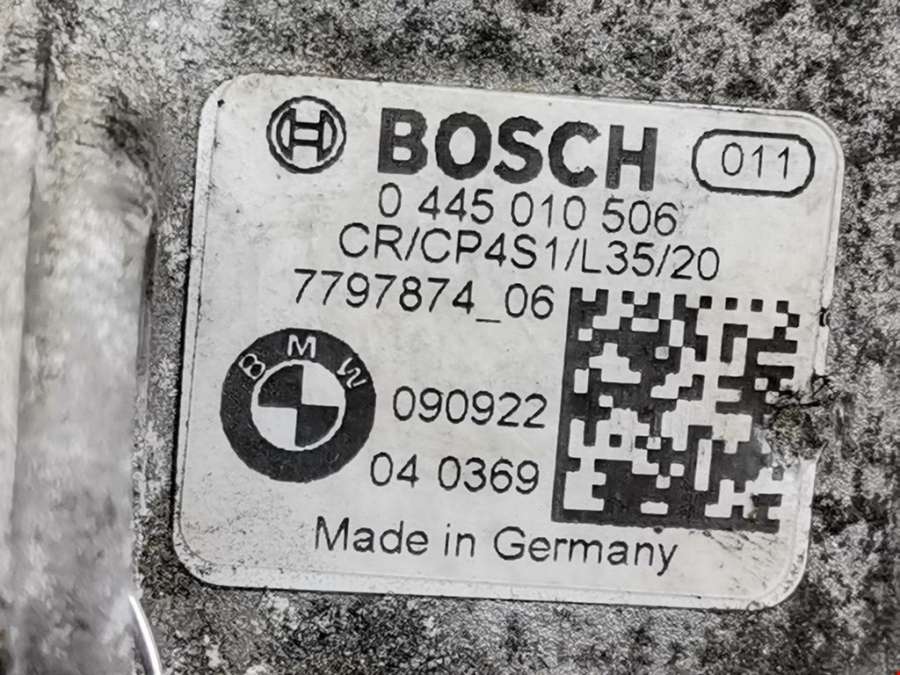 BOSCH 011
0 445 010 506
CR/CP4S1/L35/20
7797874_06
BMW
090922
04 0369
Made in Germany